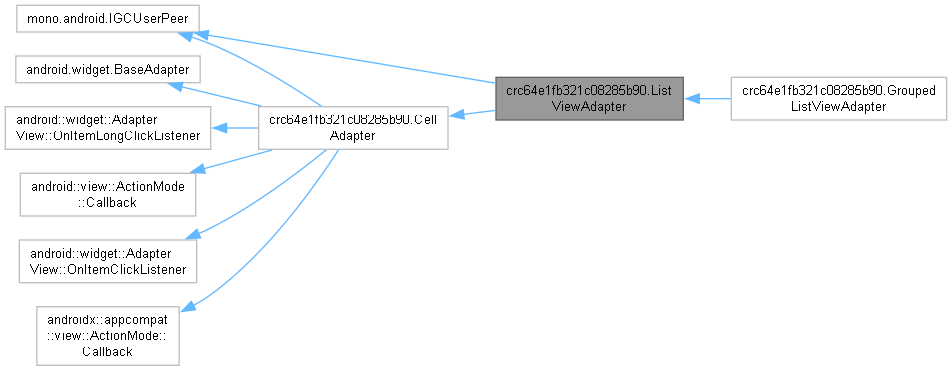 mono.android.IGCUserPeer
android.widget.BaseAdapter
android::widget::Adapter
View::OnItemLongClickListener
android::view::ActionMode
::Callback
android::widget::Adapter
View::OnItemClickListener
androidx::appcompat
::view::ActionMode::
Callback
crc64e1fb321c08285b90.Cell
Adapter
crc64e1fb321c08285b90.List
ViewAdapter
crc64e1fb321c08285b90.Grouped
ListViewAdapter